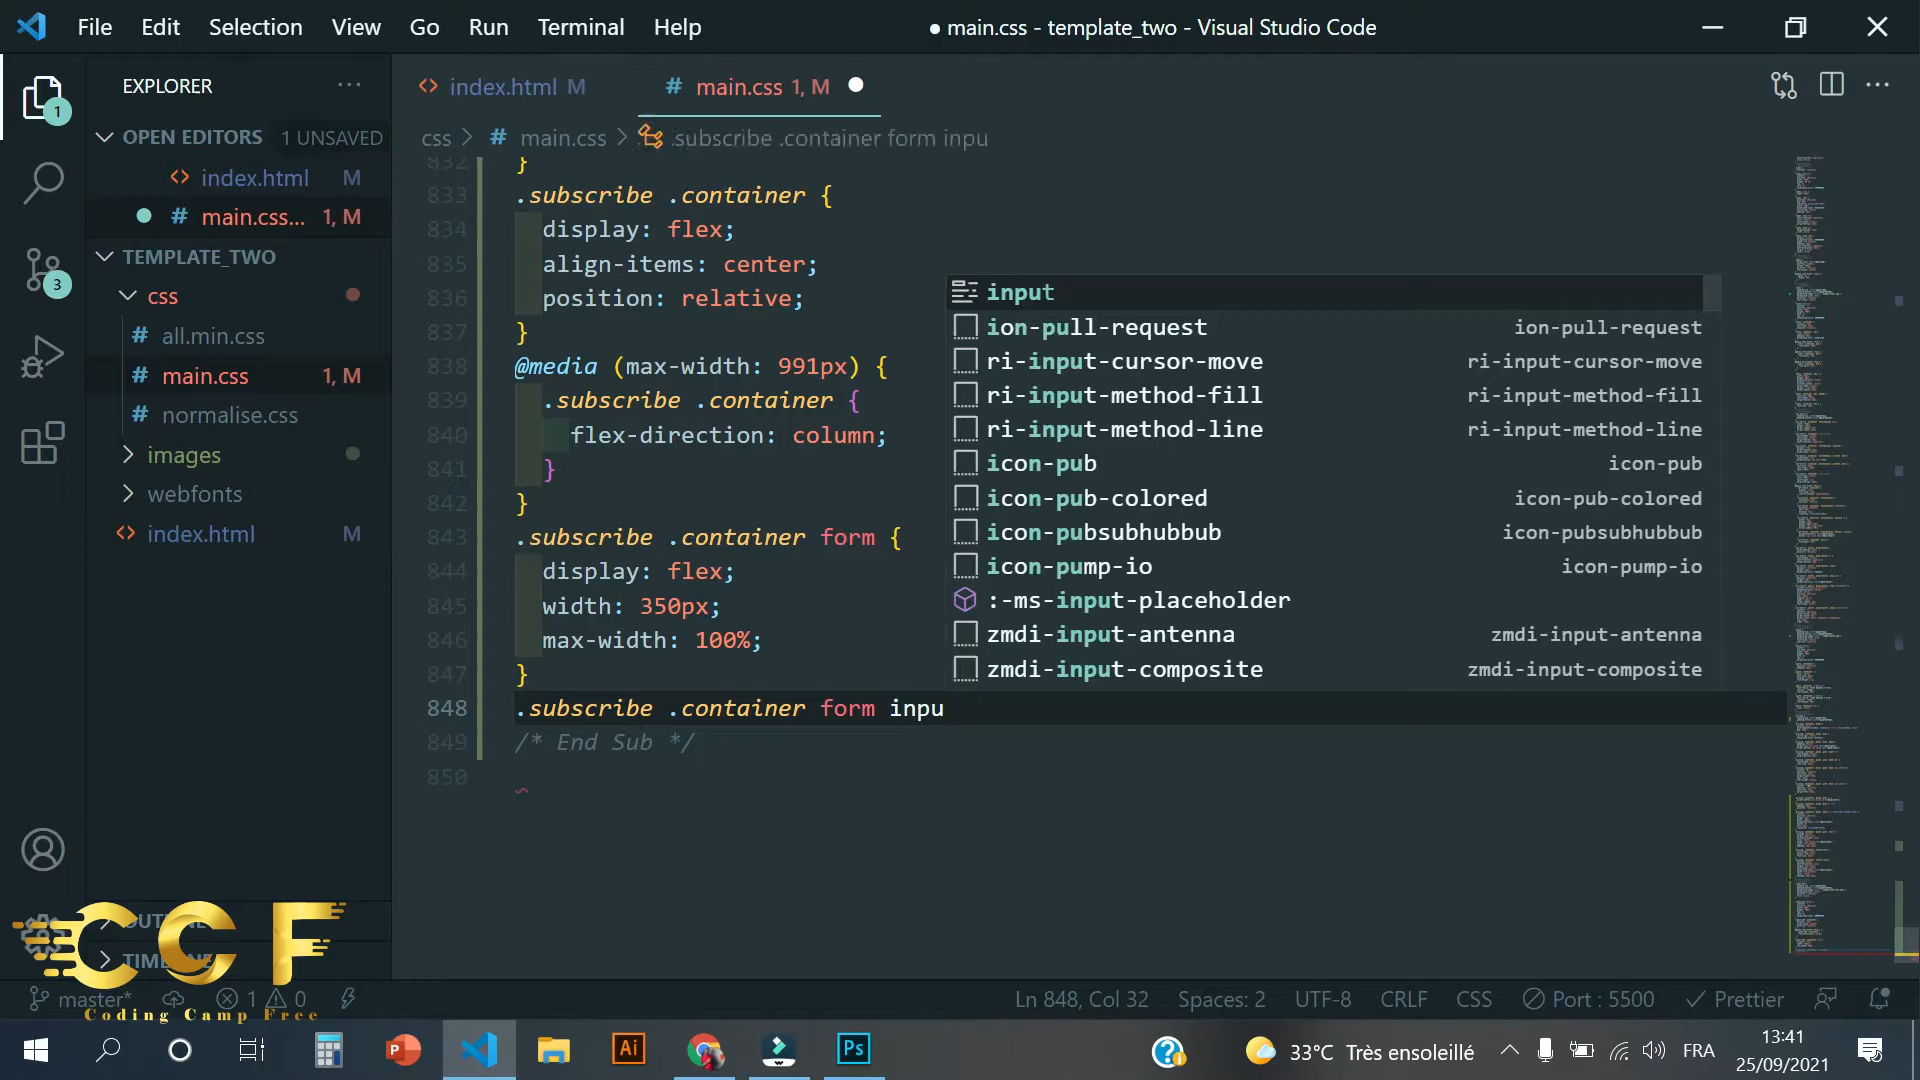 File Edit Selection View Go Run Terminal Help
● main.css - template_two - Visual Studio Code
EXPLORER
1
OPEN EDITORS 1 UNSAVED
index.html M
# main.css... 1, M
TEMPLATE_TWO
3
css
# all.min.css
# main.css 1, M
# normalise.css
images
webfonts
index.html M
OUTLINE
TIMELINE
CCF
Coding Camp Free
index.html M
# main.css 1, M
css > # main.css > .subscribe .container form inpu
832 }
833 .subscribe .container {
834 display: flex;
835 align-items: center;
836 position: relative;
837 }
838 @media (max-width: 991px) {
839 .subscribe .container {
840 flex-direction: column;
841 }
842 }
843 .subscribe .container form {
844 display: flex;
845 width: 350px;
846 max-width: 100%;
847 }
848 .subscribe .container form inpu
849 /* End Sub */
850
input
ion-pull-request ion-pull-request
ri-input-cursor-move ri-input-cursor-move
ri-input-method-fill ri-input-method-fill
ri-input-method-line ri-input-method-line
icon-pub icon-pub
icon-pub-colored icon-pub-colored
icon-pubsubhubbub icon-pubsubhubbub
icon-pump-io icon-pump-io
:-ms-input-placeholder
zmdi-input-antenna zmdi-input-antenna
zmdi-input-composite zmdi-input-composite
master* 1 0
Ln 848, Col 32 Spaces: 2 UTF-8 CRLF CSS Port : 5500 Prettier
P Ai Ps
33°C Très ensoleillé FRA
13:41
25/09/2021